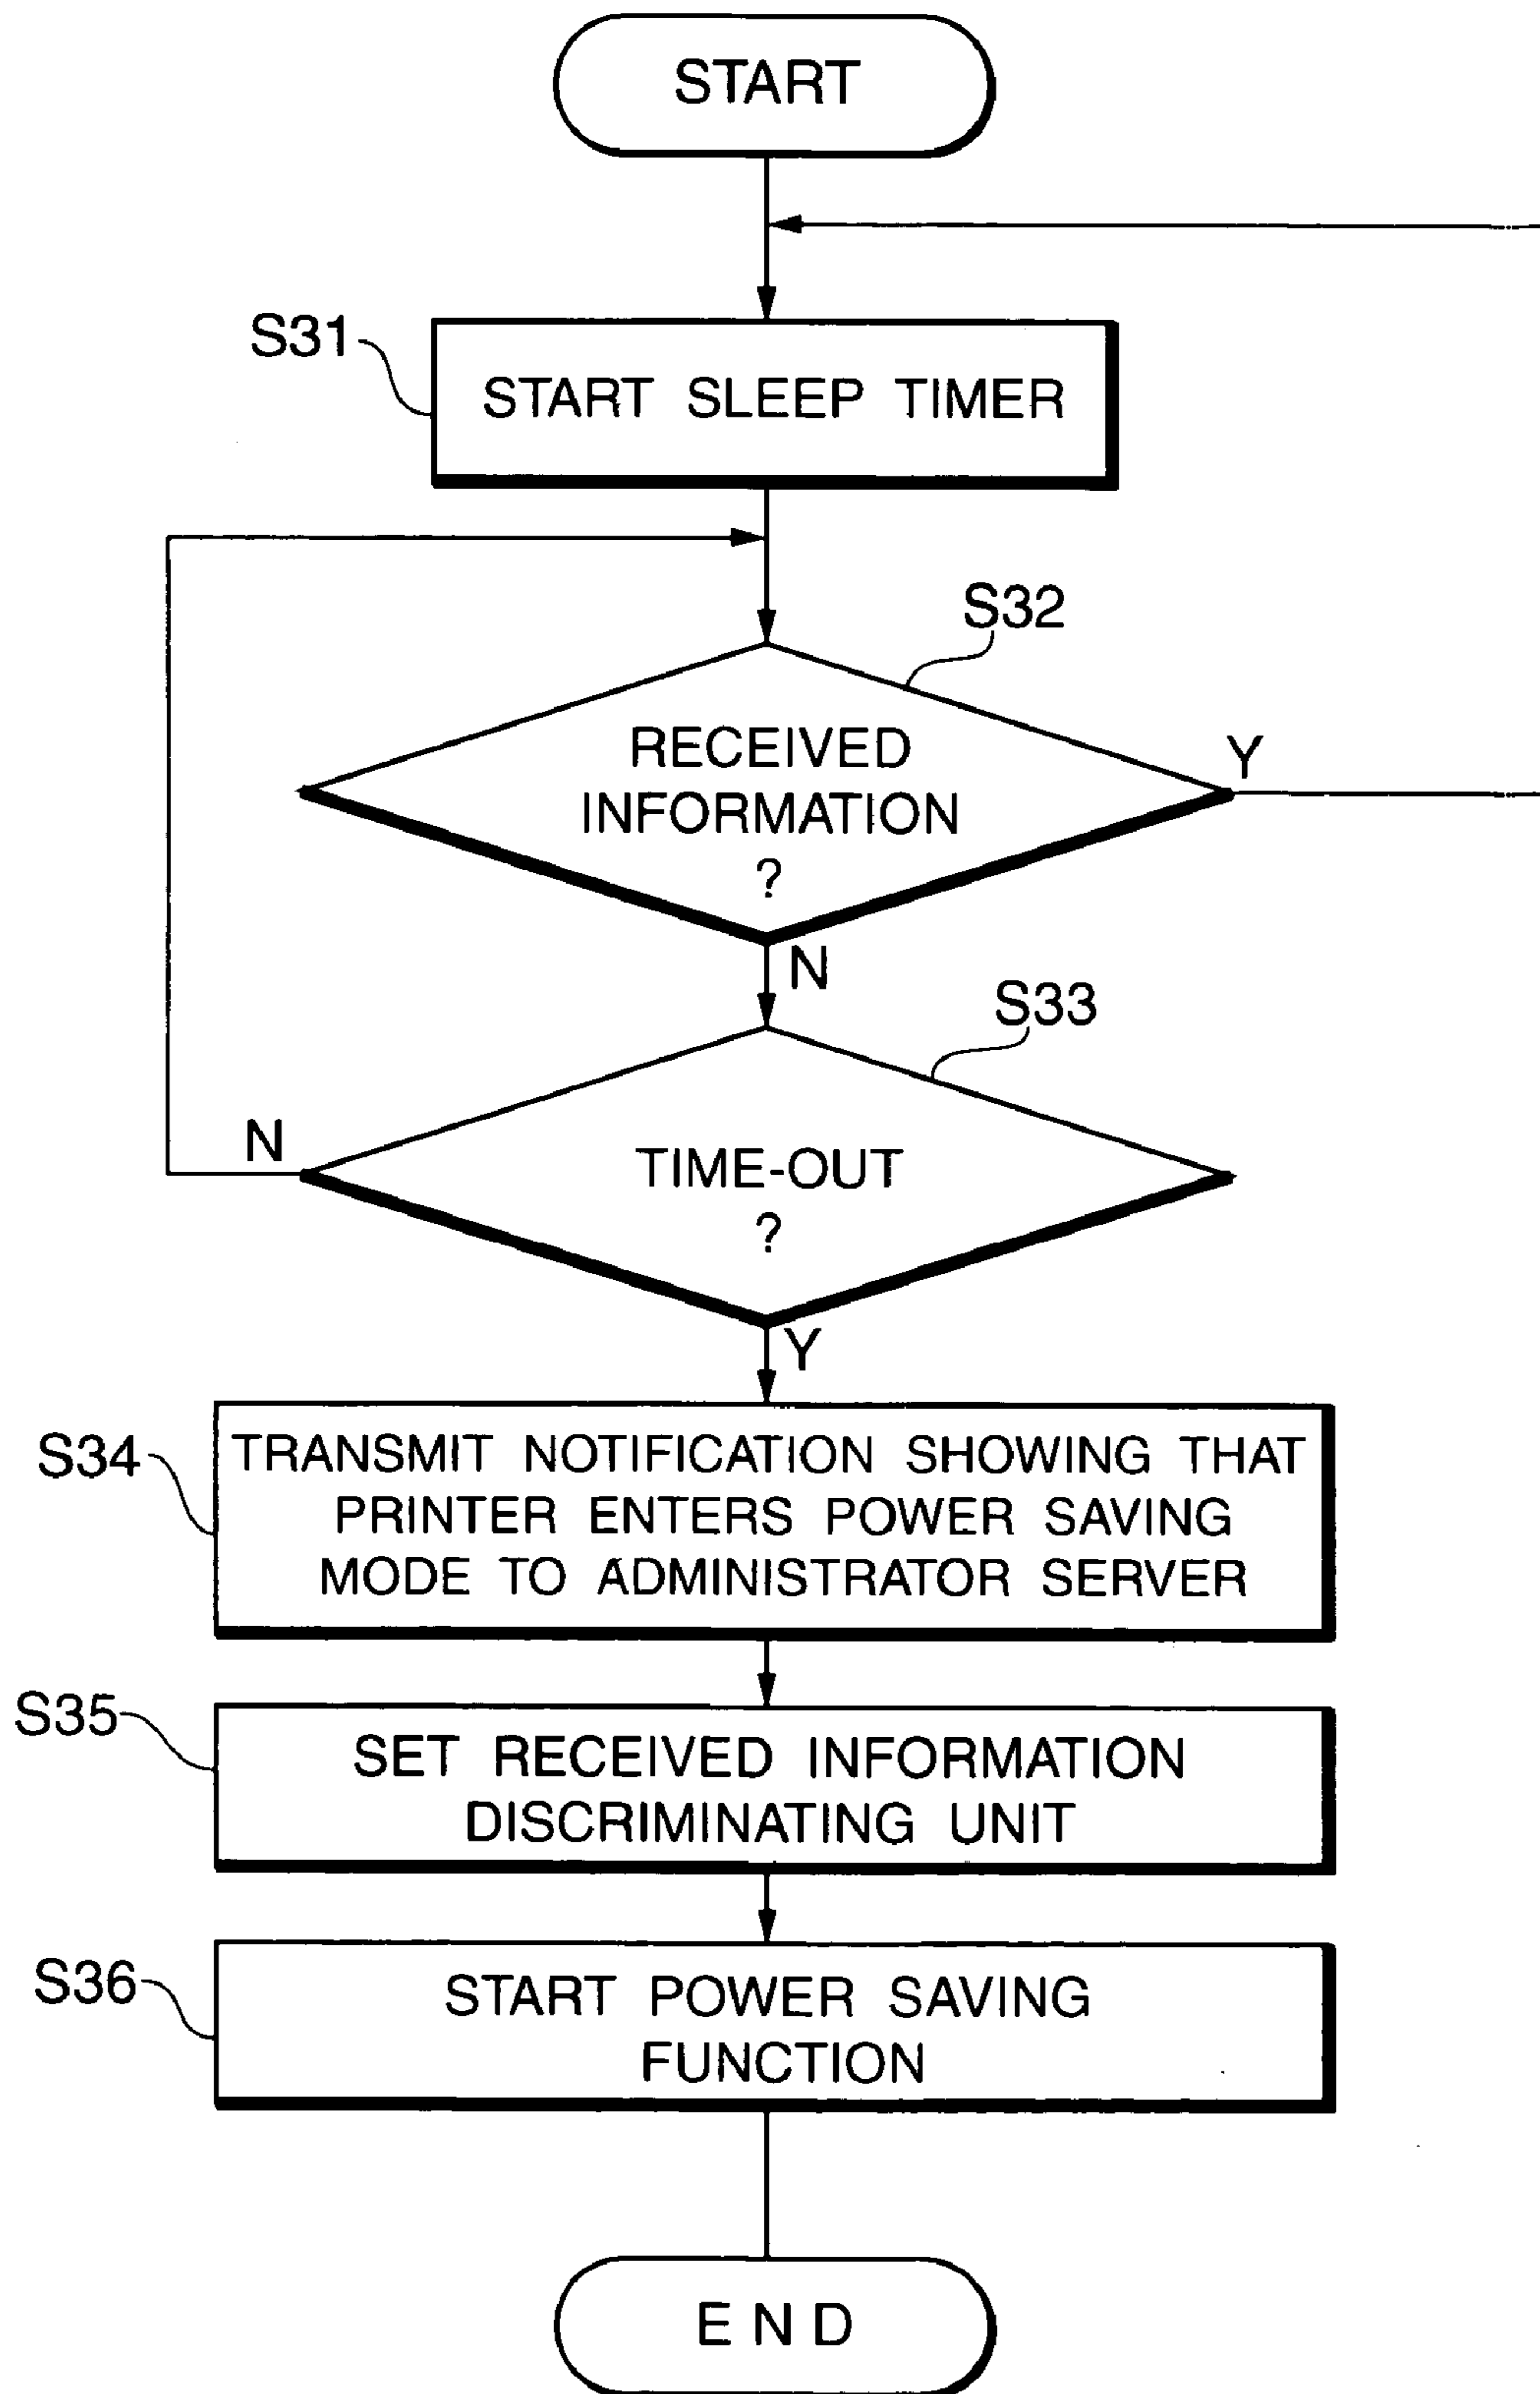 START
S31
START SLEEP TIMER
S32
RECEIVED
INFORMATION
?
Y
N
S33
TIME-OUT
?
N
Y
S34
TRANSMIT NOTIFICATION SHOWING THAT
PRINTER ENTERS POWER SAVING
MODE TO ADMINISTRATOR SERVER
S35
SET RECEIVED INFORMATION
DISCRIMINATING UNIT
S36
START POWER SAVING
FUNCTION
END